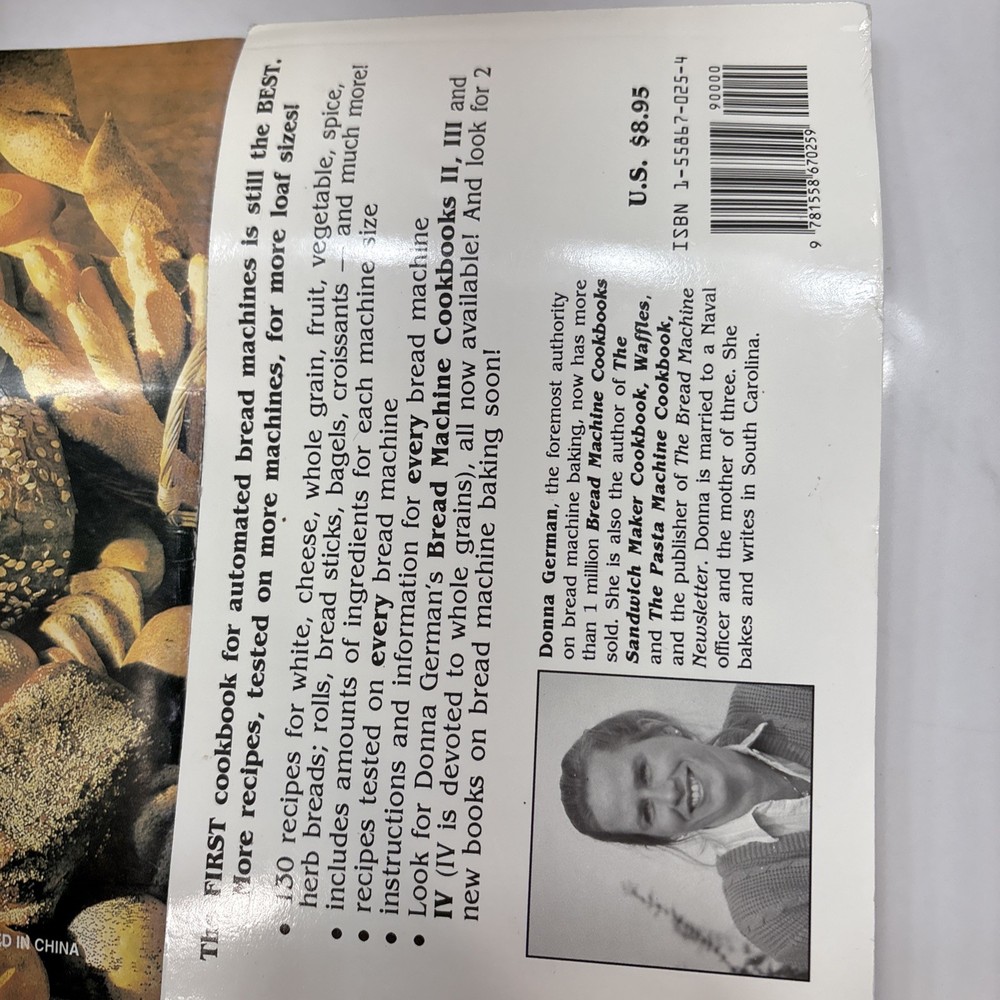 The FIRST cookbook for automated bread machines is still the BEST.
More recipes, tested on more machines, for more loaf sizes!
• 130 recipes for white, cheese, whole grain, fruit, vegetable, spice,
herb breads; rolls, bread sticks, bagels, croissants — and much more!
• includes amounts of ingredients for each machine size
• recipes tested on every bread machine
• instructions and information for every bread machine
• Look for Donna German's Bread Machine Cookbooks II, III and
IV (IV is devoted to whole grains), all now available! And look for 2
new books on bread machine baking soon!
Donna German, the foremost authority
on bread machine baking, now has more
than 1 million Bread Machine Cookbooks
sold. She is also the author of The
Sandwich Maker Cookbook, Waffles,
and The Pasta Machine Cookbook,
and the publisher of The Bread Machine
Newsletter. Donna is married to a Naval
officer and the mother of three. She
bakes and writes in South Carolina.
U.S. $8.95
ISBN 1-55867-025-4
90000
9 781558 670259
D IN CHINA